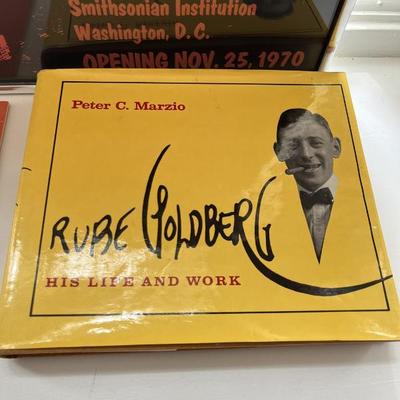 Smithsonian Institution
Washington, D.C.
OPENING NOV. 25, 1970
Peter C. Marzio
RUBE GOLDBERG
HIS LIFE AND WORK